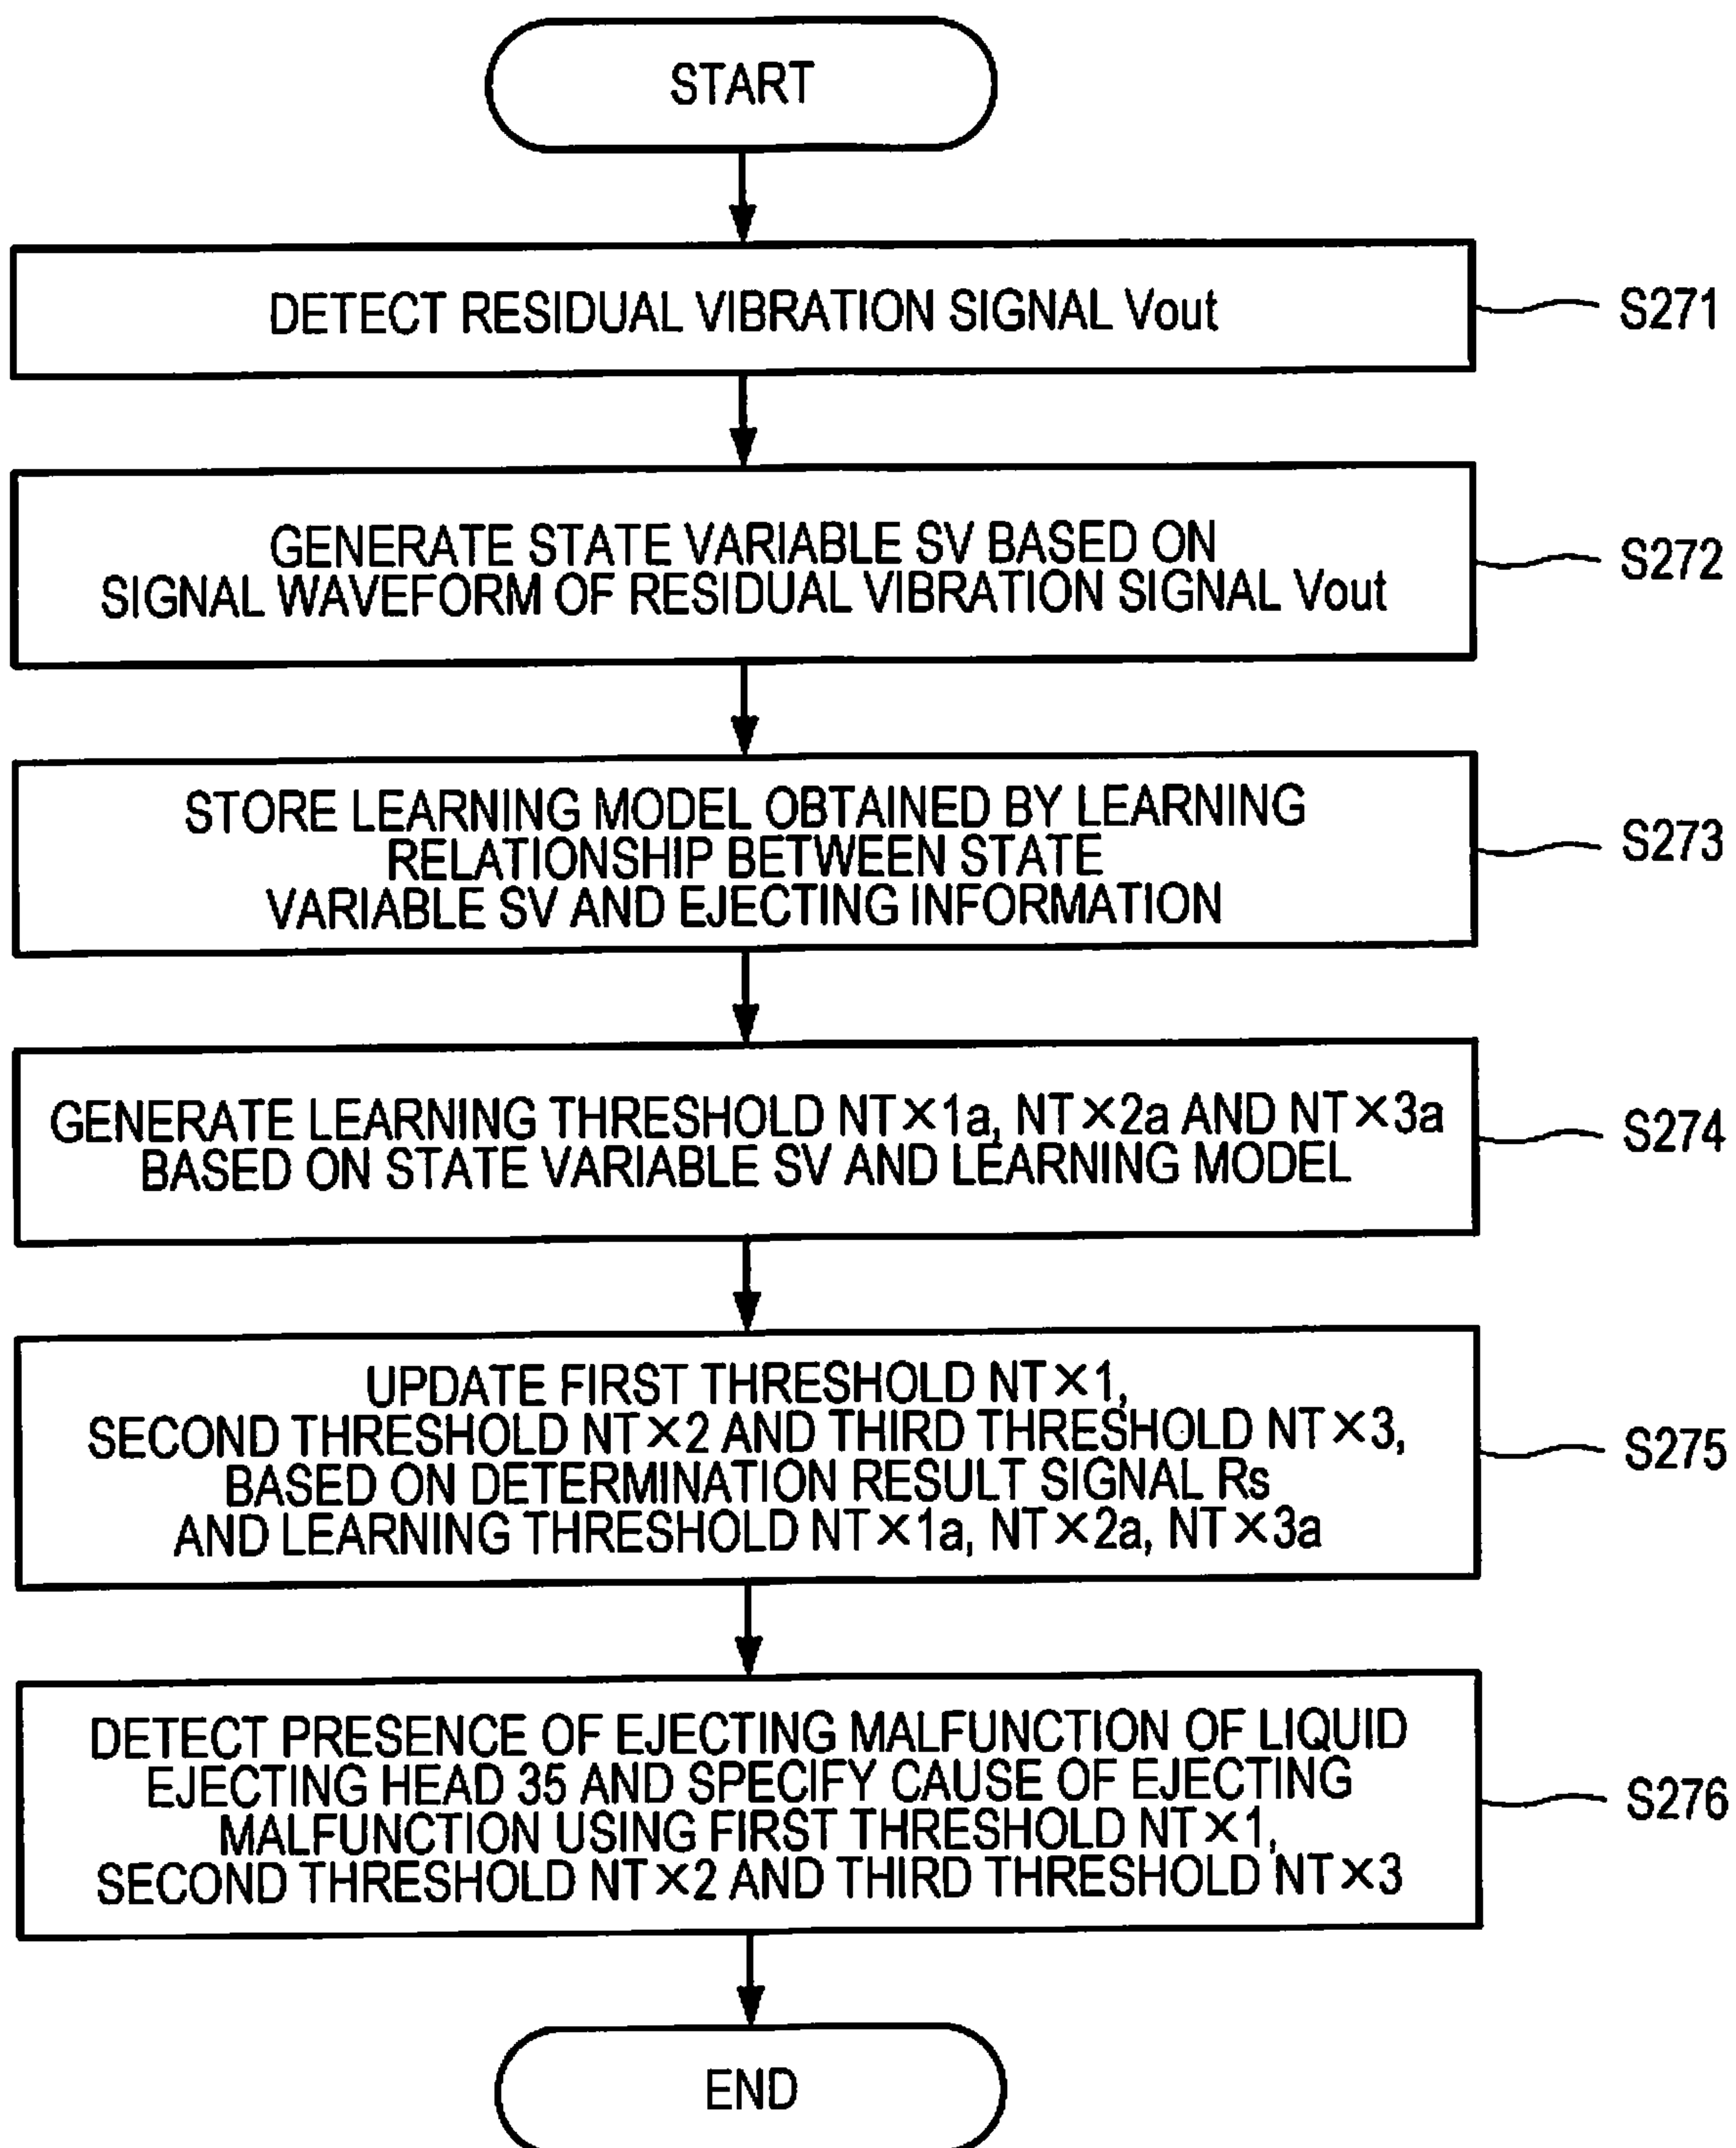 START
DETECT RESIDUAL VIBRATION SIGNAL Vout
S271
GENERATE STATE VARIABLE SV BASED ON
SIGNAL WAVEFORM OF RESIDUAL VIBRATION SIGNAL Vout
S272
STORE LEARNING MODEL OBTAINED BY LEARNING
RELATIONSHIP BETWEEN STATE
VARIABLE SV AND EJECTING INFORMATION
S273
GENERATE LEARNING THRESHOLD NT×1a, NT×2a AND NT×3a
BASED ON STATE VARIABLE SV AND LEARNING MODEL
S274
UPDATE FIRST THRESHOLD NT×1,
SECOND THRESHOLD NT×2 AND THIRD THRESHOLD NT×3,
BASED ON DETERMINATION RESULT SIGNAL Rs
AND LEARNING THRESHOLD NT×1a, NT×2a, NT×3a
S275
DETECT PRESENCE OF EJECTING MALFUNCTION OF LIQUID
EJECTING HEAD 35 AND SPECIFY CAUSE OF EJECTING
MALFUNCTION USING FIRST THRESHOLD NT×1,
SECOND THRESHOLD NT×2 AND THIRD THRESHOLD NT×3
S276
END